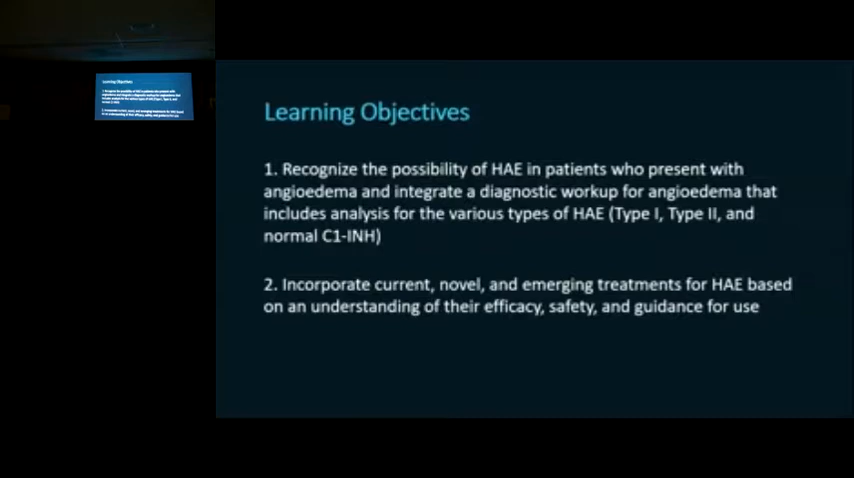 Learning Objectives
1. Recognize the possibility of HAE in patients who present with
angioedema and integrate a diagnostic workup for angioedema that
includes analysis for the various types of HAE (Type I, Type II, and
normal C1-INH)
2. Incorporate current, novel, and emerging treatments for HAE based
on an understanding of their efficacy, safety, and guidance for use